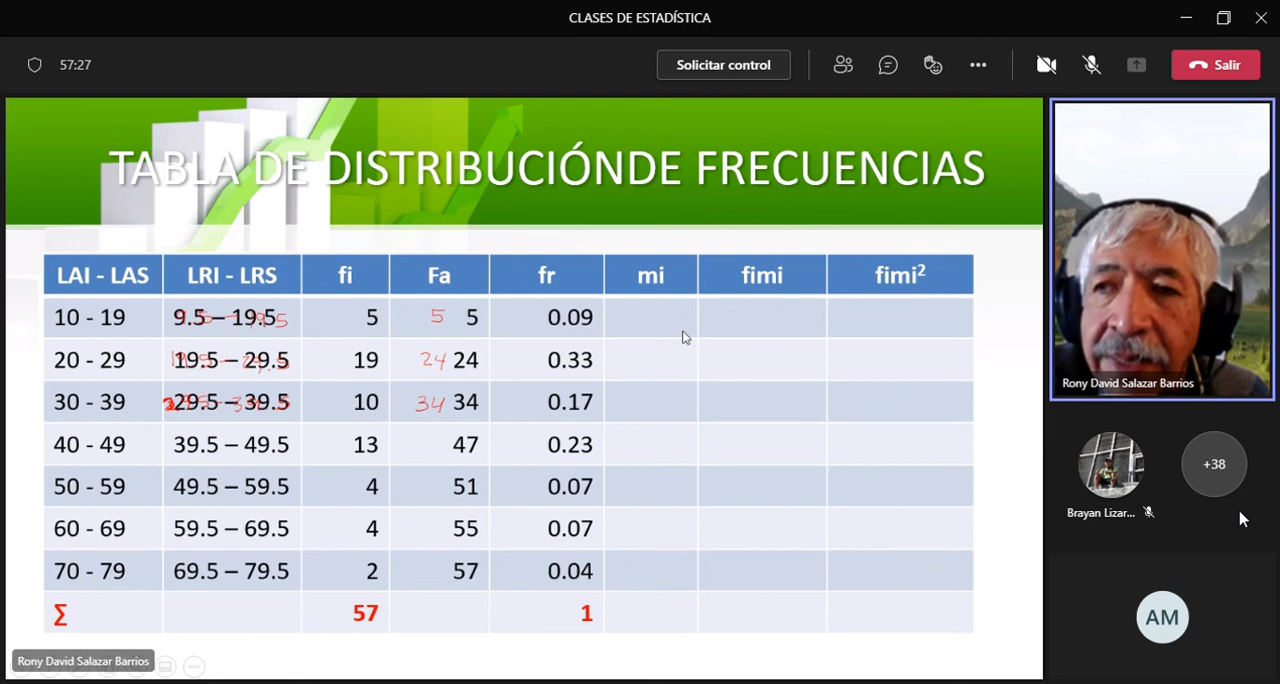 CLASES DE ESTADÍSTICA
57:27
Solicitar control
Salir
TABLA DE DISTRIBUCIÓNDE FRECUENCIAS
LAI - LAS LRI - LRS fi Fa fr mi fimi fimi²
10 - 19 9.5 – 19.5 5 5 5 0.09
20 - 29 19.5 – 29.5 19 24 24 0.33
30 - 39 29.5 – 39.5 10 34 34 0.17
40 - 49 39.5 – 49.5 13 47 0.23
50 - 59 49.5 – 59.5 4 51 0.07
60 - 69 59.5 – 69.5 4 55 0.07
70 - 79 69.5 – 79.5 2 57 0.04
∑ 57 1
Rony David Salazar Barrios
Rony David Salazar Barrios
+38
Brayan Lizar...
AM